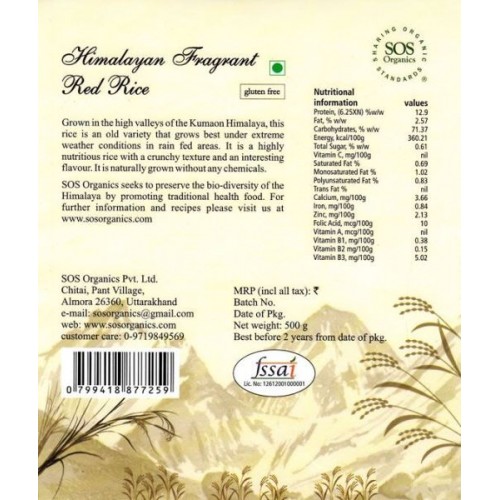 Himalayan Fragrant
Red Rice
gluten free
Grown in the high valleys of the Kumaon Himalaya, this
rice is an old variety that grows best under extreme
weather conditions in rain fed areas. It is a highly
nutritious rice with a crunchy texture and an interesting
flavour. It is naturally grown without any chemicals.
SOS Organics seeks to preserve the bio-diversity of the
Himalaya by promoting traditional health food. For
further information and recipes please visit us at
www.sosorganics.com
SHARING ORGANIC
SOS
Organics
STANDARDS ®
Nutritional
information values
Protein, (6.25XN) %w/w 12.9
Fat, % w/w 2.57
Carbohydrates, % w/w 71.37
Energy, kcal/100g 360.21
Total Sugar, % w/w 0.61
Vitamin C, mg/100g nil
Saturated Fat % 0.69
Monosaturated Fat % 1.02
Polyunsaturated Fat % 0.83
Trans Fat % nil
Calcium, mg/100g 3.66
Iron, mg/100g 0.84
Zinc, mg/100g 2.13
Folic Acid, mcg/100g 10
Vitamin A, mcg/100g nil
Vitamin B1, mg/100g 0.38
Vitamin B2, mg/100g 0.15
Vitamin B3, mg/100g 5.02
SOS Organics Pvt. Ltd.
Chitai, Pant Village,
Almora 26360, Uttarakhand
e-mail: sosorganics@gmail.com
web: www.sosorganics.com
customer care: 0-9719849569
0 799418 877259
MRP (incl all tax): ₹
Batch No.
Date of Pkg.
Net weight: 500 g
Best before 2 years from date of pkg.
fssai
Lic. No: 12612001000001